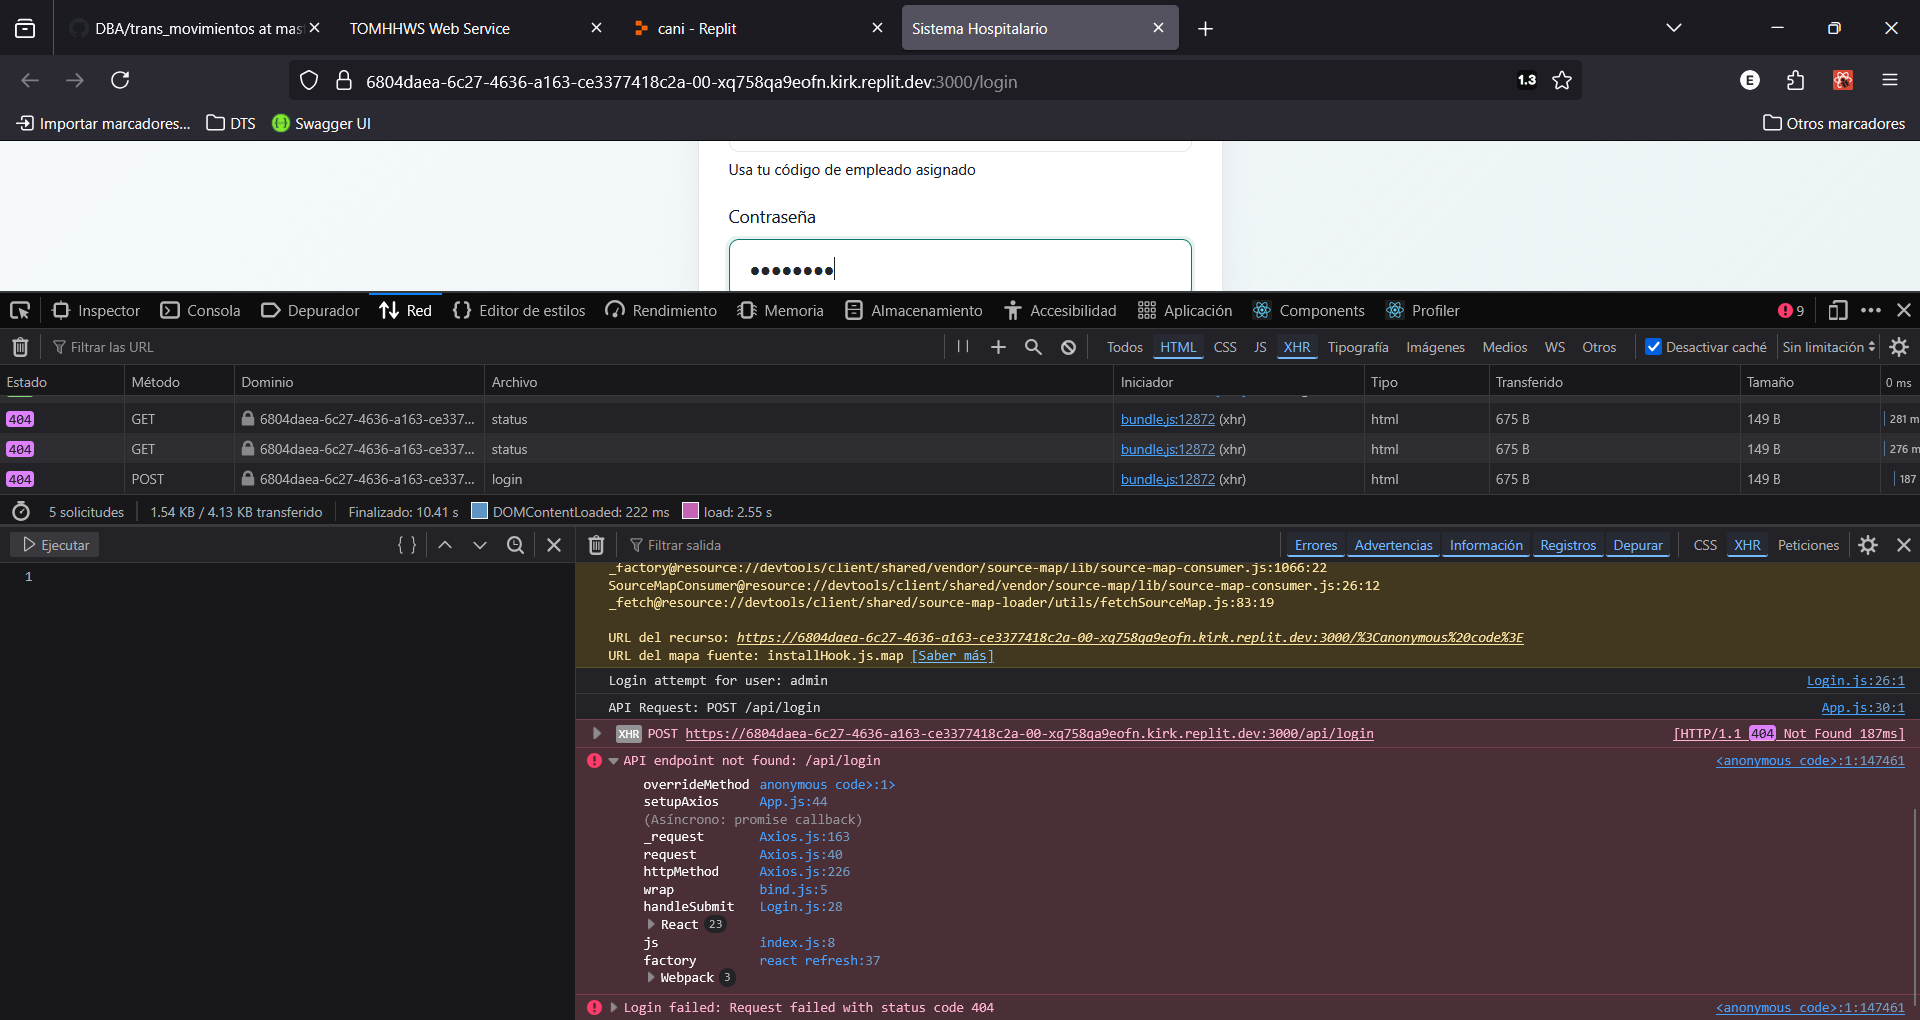 DBA/trans_movimientos at mas
TOMHHWS Web Service
cani - Replit
Sistema Hospitalario
6804daea-6c27-4636-a163-ce3377418c2a-00-xq758qa9eofn.kirk.replit.dev:3000/login
1.3
E
Importar marcadores...
DTS
Swagger UI
Otros marcadores
Usa tu código de empleado asignado
Contraseña
Inspector
Consola
Depurador
Red
Editor de estilos
Rendimiento
Memoria
Almacenamiento
Accesibilidad
Aplicación
Components
Profiler
9
Filtrar las URL
Todos HTML CSS JS XHR Tipografía Imágenes Medios WS Otros
Desactivar caché
Sin limitación
Estado Método Dominio Archivo Iniciador Tipo Transferido Tamaño 0 ms
404 GET 6804daea-6c27-4636-a163-ce337... status bundle.js:12872 (xhr) html 675 B 149 B 281 m
404 GET 6804daea-6c27-4636-a163-ce337... status bundle.js:12872 (xhr) html 675 B 149 B 276 m
404 POST 6804daea-6c27-4636-a163-ce337... login bundle.js:12872 (xhr) html 675 B 149 B 187
5 solicitudes 1.54 KB / 4.13 KB transferido Finalizado: 10.41 s DOMContentLoaded: 222 ms load: 2.55 s
Ejecutar
{ }
Filtrar salida
Errores Advertencias Información Registros Depurar CSS XHR Peticiones
1
_factory@resource://devtools/client/shared/vendor/source-map/lib/source-map-consumer.js:1066:22
SourceMapConsumer@resource://devtools/client/shared/vendor/source-map/lib/source-map-consumer.js:26:12
_fetch@resource://devtools/client/shared/source-map-loader/utils/fetchSourceMap.js:83:19
URL del recurso: https://6804daea-6c27-4636-a163-ce3377418c2a-00-xq758qa9eofn.kirk.replit.dev:3000/%3Canonymous%20code%3E
URL del mapa fuente: installHook.js.map [Saber más]
Login attempt for user: admin Login.js:26:1
API Request: POST /api/login App.js:30:1
XHR POST https://6804daea-6c27-4636-a163-ce3377418c2a-00-xq758qa9eofn.kirk.replit.dev:3000/api/login [HTTP/1.1 404 Not Found 187ms]
API endpoint not found: /api/login <anonymous code>:1:147461
overrideMethod anonymous code>:1>
setupAxios App.js:44
(Asíncrono: promise callback)
_request Axios.js:163
request Axios.js:40
httpMethod Axios.js:226
wrap bind.js:5
handleSubmit Login.js:28
React 23
js index.js:8
factory react refresh:37
Webpack 3
Login failed: Request failed with status code 404 <anonymous code>:1:147461